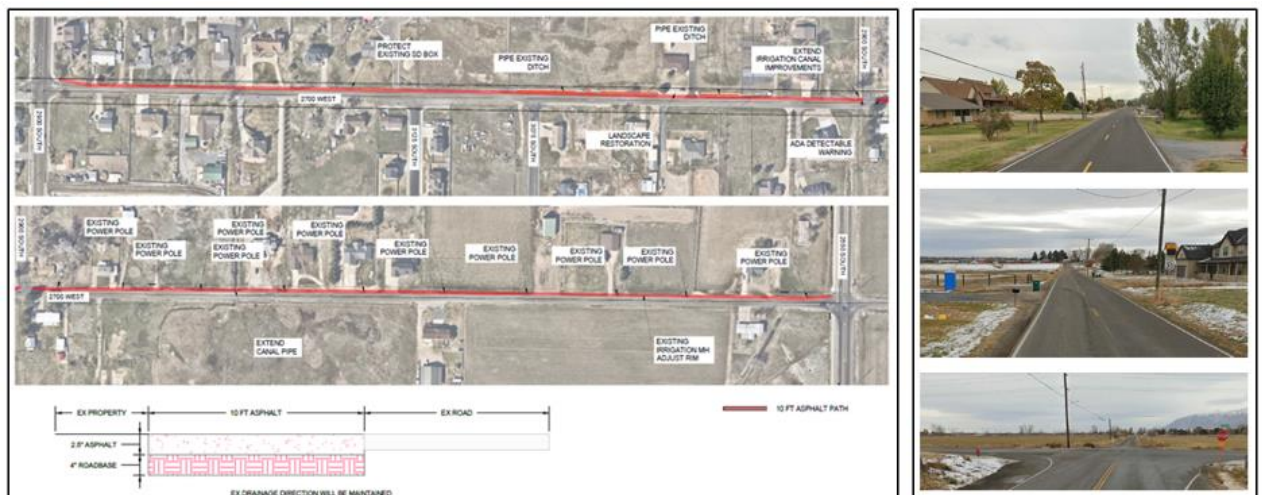 PROTECT
EXISTING SD BOX
PIPE EXISTING
DITCH
PIPE EXISTING
DITCH
EXTEND
IRRIGATION CANAL
IMPROVEMENTS
2700 WEST
LANDSCAPE
RESTORATION
ADA DETECTABLE
WARNING
EXISTING
POWER POLE
EXISTING
POWER POLE
EXISTING
POWER POLE
EXISTING
POWER POLE
EXISTING
POWER POLE
EXISTING
POWER POLE
EXISTING
POWER POLE
EXISTING
POWER POLE
EXISTING
POWER POLE
EXISTING
POWER POLE
2700 WEST
EXTEND
CANAL PIPE
EXISTING
IRRIGATION MH
ADJUST RIM
EX PROPERTY
10 FT ASPHALT
EX ROAD
10 FT ASPHALT PATH
2.5" ASPHALT
4" ROADBASE
EX DRAINAGE DIRECTION WILL BE MAINTAINED